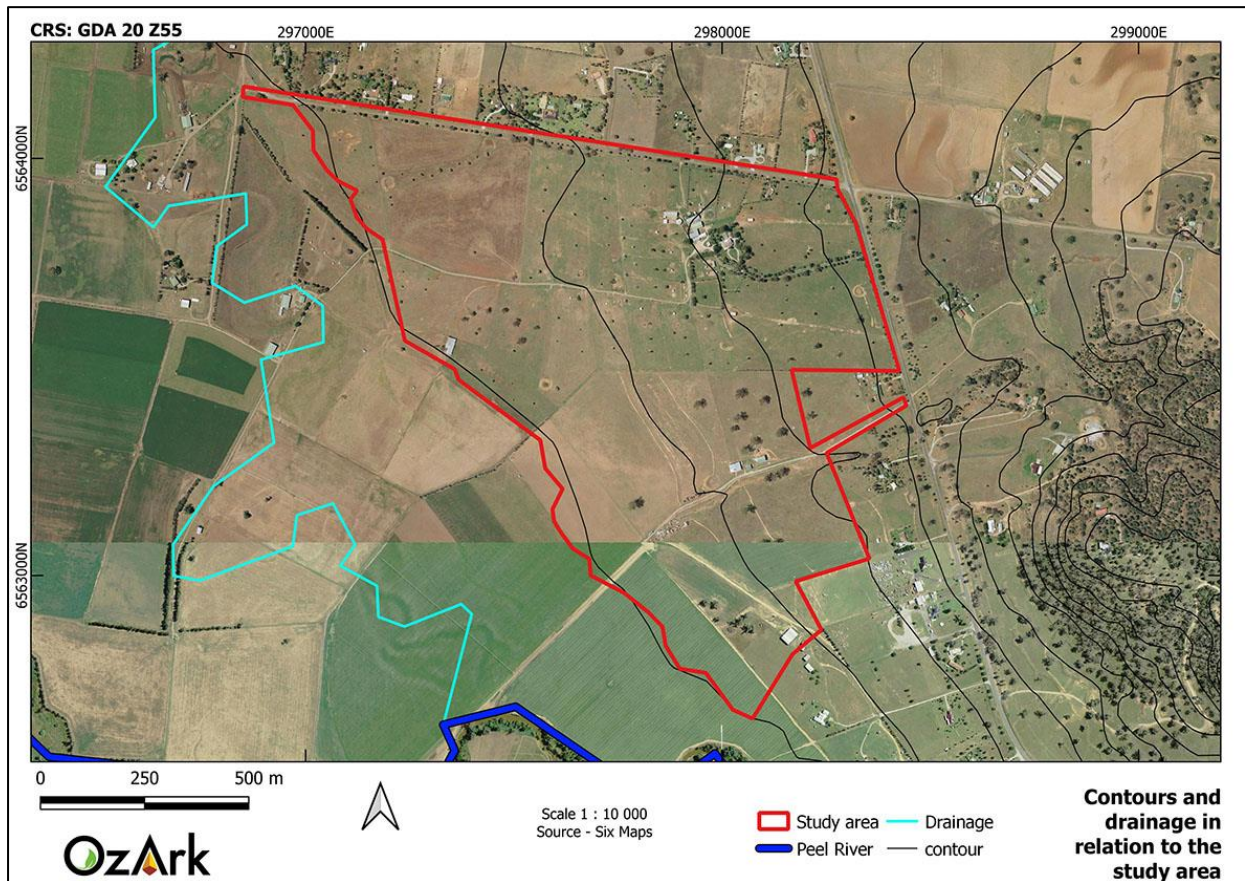 CRS: GDA 20 Z55
297000E
298000E
299000E
6564000N
6563000N
0 250 500 m
OzArk
Scale 1 : 10 000
Source - Six Maps
Study area
Drainage
Peel River
contour
Contours and
drainage in
relation to the
study area